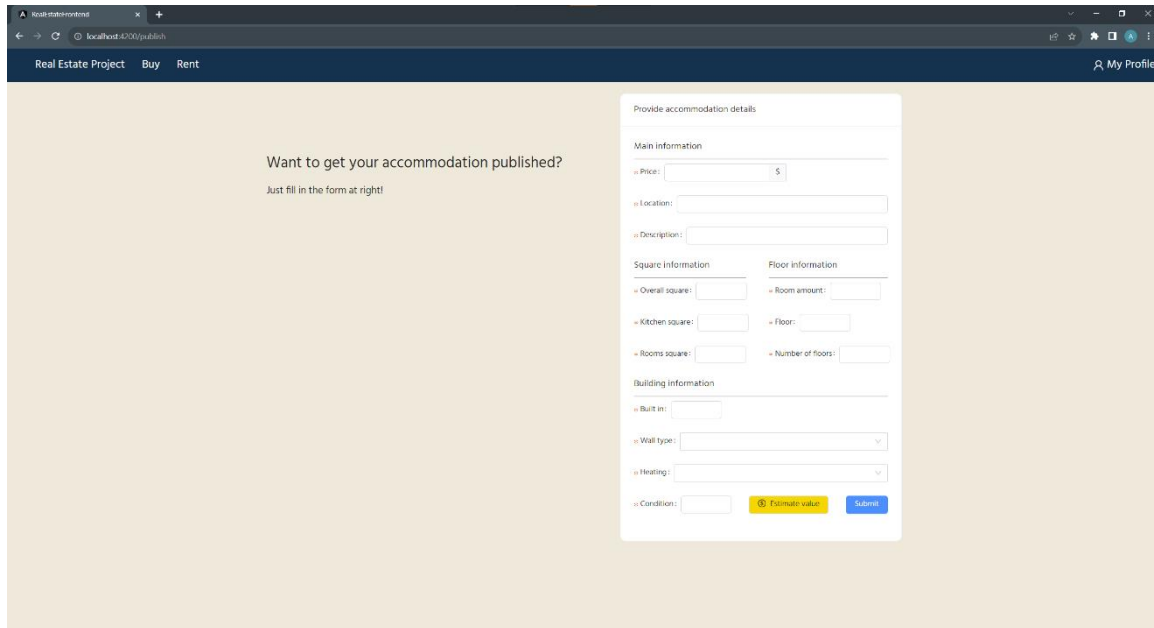 RealEstateFrontend
localhost:4200/publish
A
Real Estate Project Buy Rent My Profile
Want to get your accommodation published?
Just fill in the form at right!
Provide accommodation details
Main information
* Price: $
* Location:
* Description:
Square information Floor information
* Overall square: * Room amount:
* Kitchen square: * Floor:
* Rooms square: * Number of floors:
Building information
* Built in:
* Wall type:
* Heating:
* Condition: Estimate value Submit